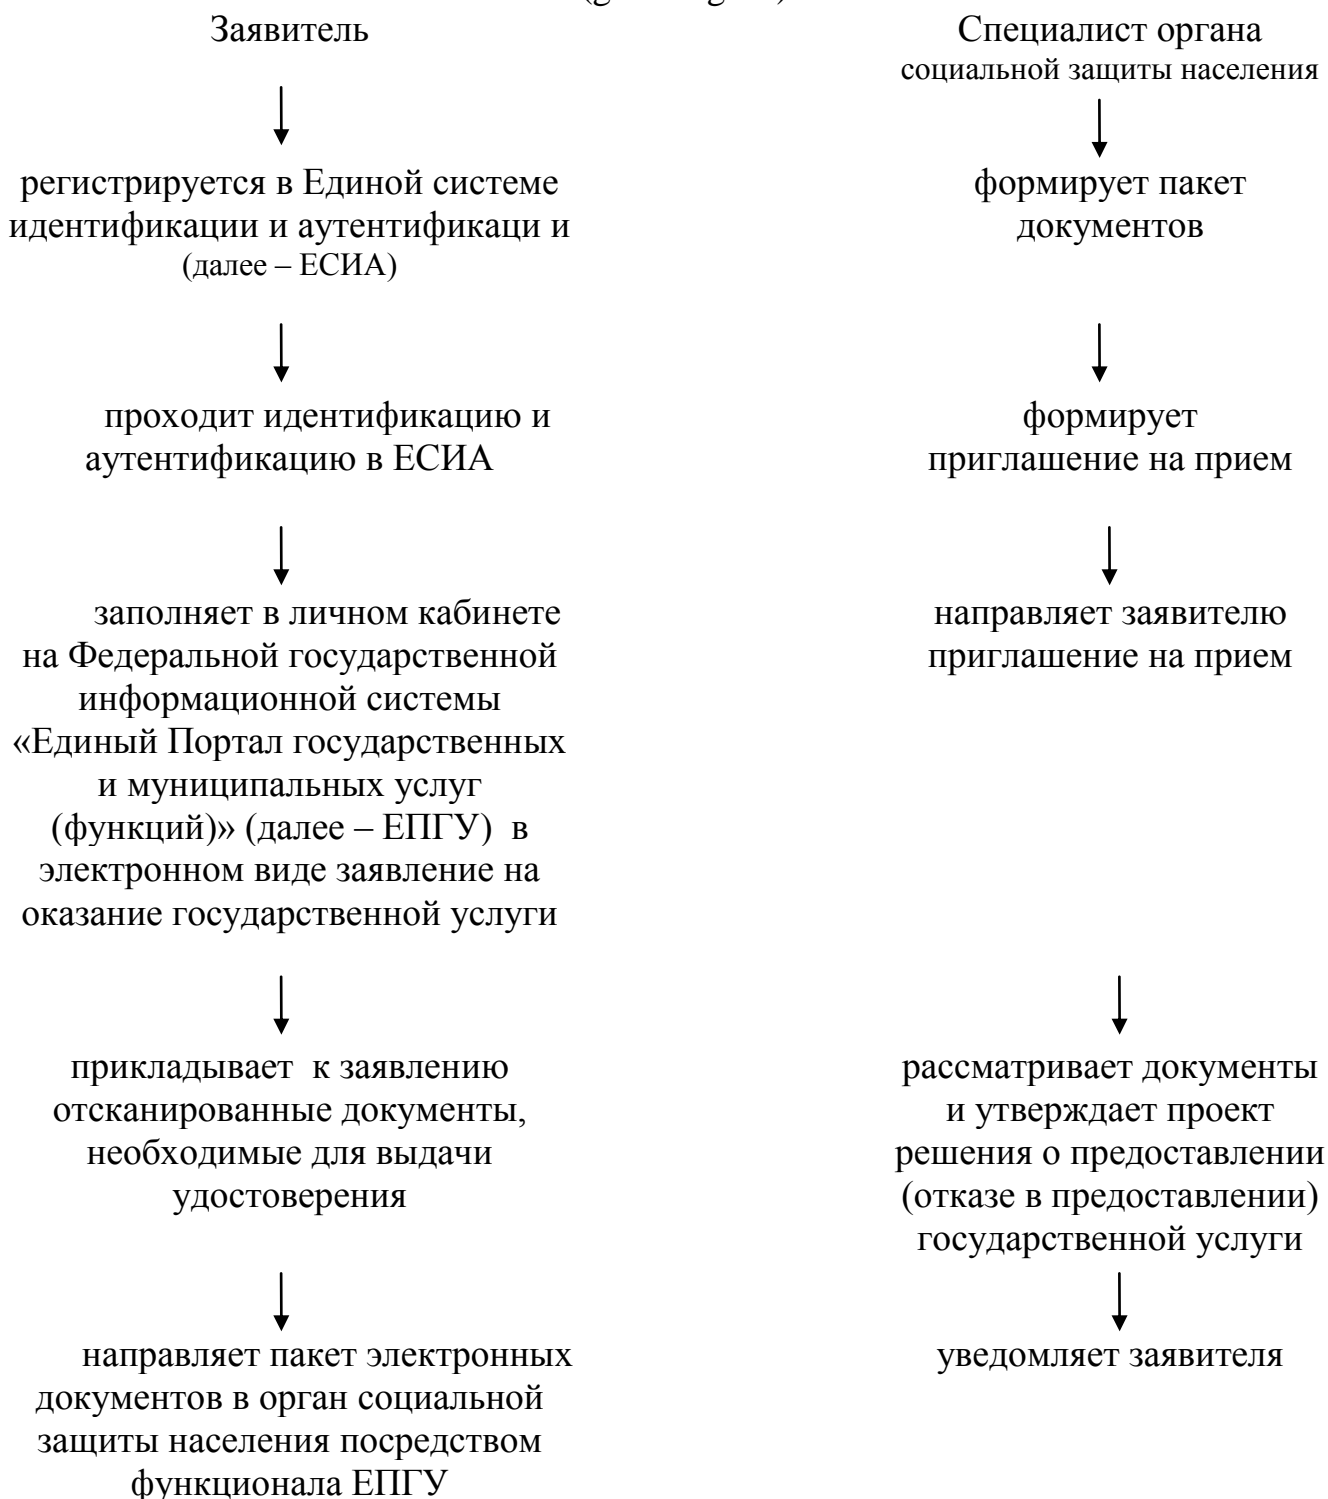 Заявитель
регистрируется в Единой системе
идентификации и аутентификаци и
(далее – ЕСИА)
проходит идентификацию и
аутентификацию в ЕСИА
заполняет в личном кабинете
на Федеральной государственной
информационной системы
«Единый Портал государственных
и муниципальных услуг
(функций)» (далее – ЕПГУ)  в
электронном виде заявление на
оказание государственной услуги
прикладывает  к заявлению
отсканированные документы,
необходимые для выдачи
удостоверения
направляет пакет электронных
документов в орган социальной
защиты населения посредством
функционала ЕПГУ
Специалист органа
социальной защиты населения
формирует пакет
документов
формирует
приглашение на прием
направляет заявителю
приглашение на прием
рассматривает документы
и утверждает проект
решения о предоставлении
(отказе в предоставлении)
государственной услуги
уведомляет заявителя